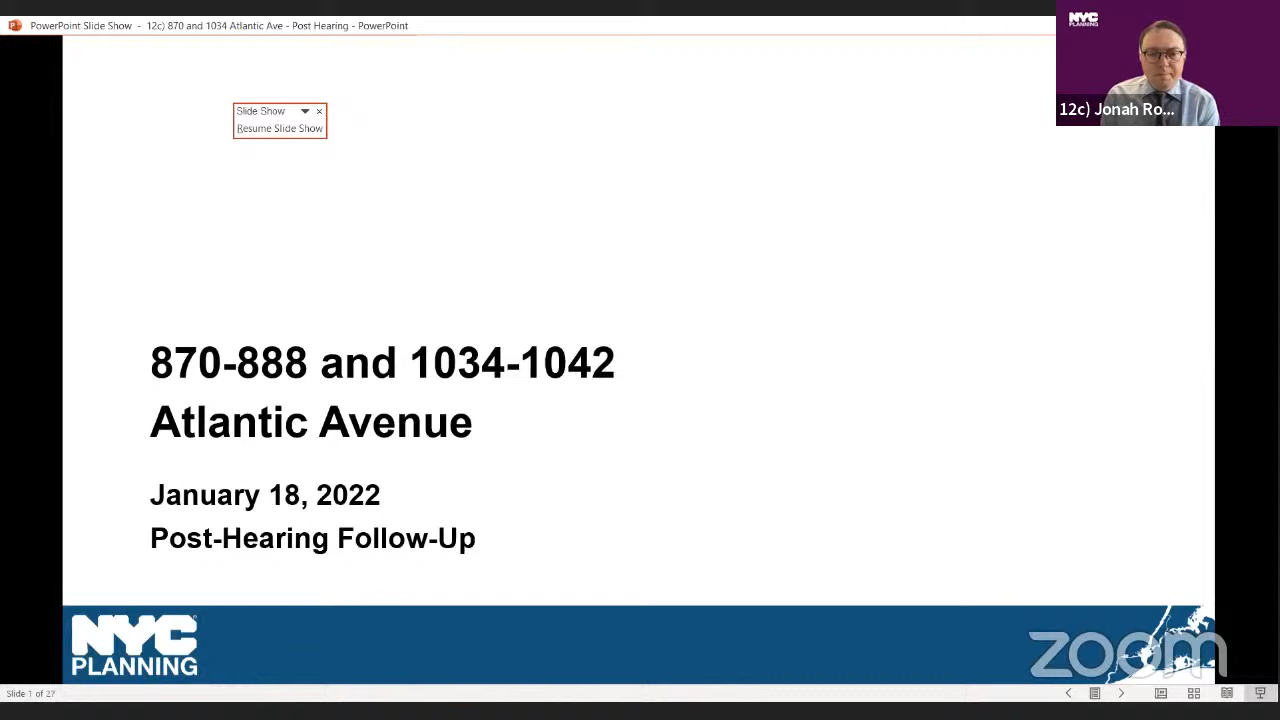 PowerPoint Slide Show - 12c) 870 and 1034 Atlantic Ave - Post Hearing - PowerPoint
NYC
PLANNING
12c) Jonah Ro...
Slide Show
Resume Slide Show
870-888 and 1034-1042
Atlantic Avenue
January 18, 2022
Post-Hearing Follow-Up
NYC
PLANNING
zoom
Slide 1 of 27